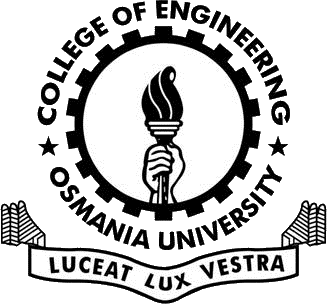 COLLEGE OF ENGINEERING
OSMANIA UNIVERSITY
LUCEAT LUX VESTRA